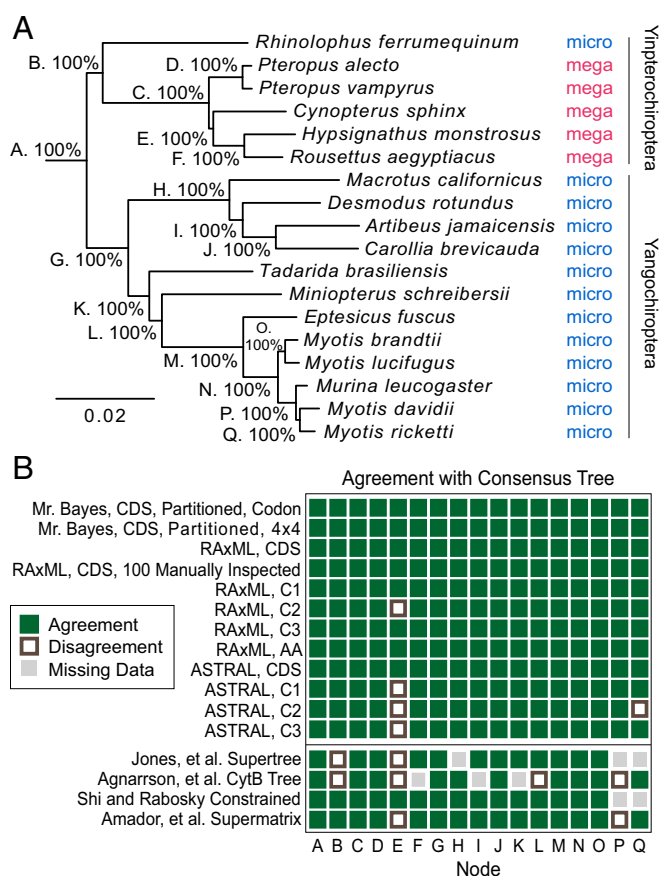 A
B. 100%
Rhinolophus ferrumequinum micro
D. 100%
Pteropus alecto mega
Pteropus vampyrus mega
C. 100%
Cynopterus sphinx mega
E. 100%
Hypsignathus monstrosus mega
F. 100%
Rousettus aegyptiacus mega
Yinpterochiroptera
A. 100%
H. 100%
Macrotus californicus micro
Desmodus rotundus micro
I. 100%
Artibeus jamaicensis micro
J. 100%
Carollia brevicauda micro
G. 100%
Tadarida brasiliensis micro
K. 100%
Miniopterus schreibersii micro
L. 100%
Eptesicus fuscus micro
O.
100%
Myotis brandtii micro
M. 100%
Myotis lucifugus micro
N. 100%
Murina leucogaster micro
P. 100%
Myotis davidii micro
Q. 100%
Myotis ricketti micro
Yangochiroptera
0.02
B
Agreement with Consensus Tree
Mr. Bayes, CDS, Partitioned, Codon
Mr. Bayes, CDS, Partitioned, 4x4
RAxML, CDS
RAxML, CDS, 100 Manually Inspected
RAxML, C1
RAxML, C2
RAxML, C3
RAxML, AA
ASTRAL, CDS
ASTRAL, C1
ASTRAL, C2
ASTRAL, C3
Agreement
Disagreement
Missing Data
Jones, et al. Supertree
Agnarrson, et al. CytB Tree
Shi and Rabosky Constrained
Amador, et al. Supermatrix
A B C D E F G H I J K L M N O P Q
Node